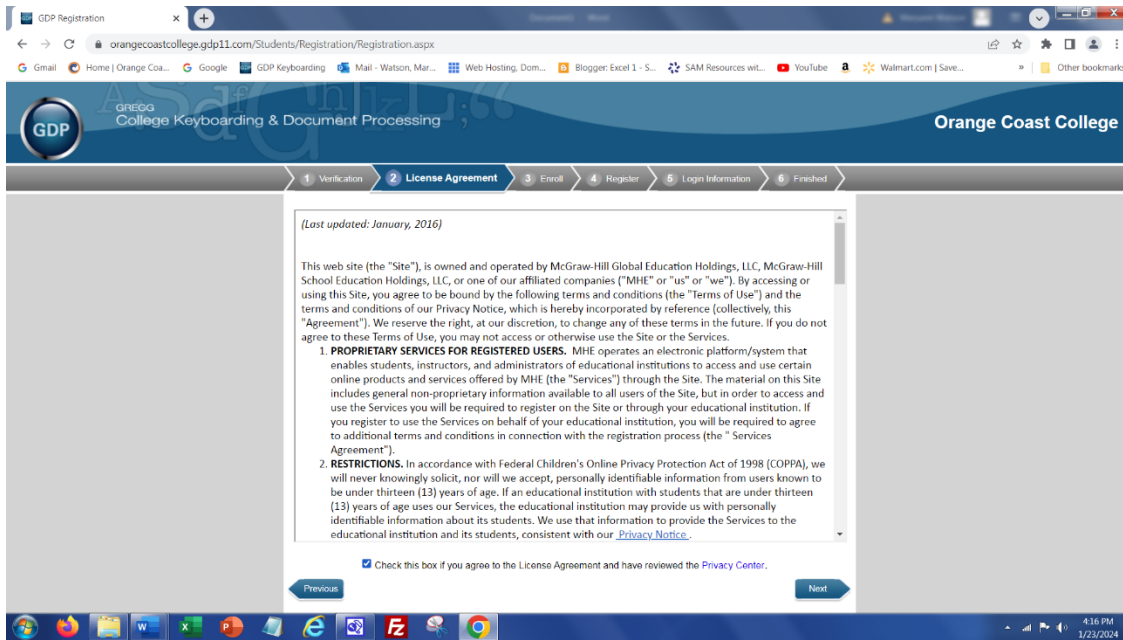 GDP Registration
orangecoastcollege.gdp11.com/Students/Registration/Registration.aspx
Gmail Home | Orange Coa... Google GDP Keyboarding Mail - Watson, Mar... Web Hosting, Dom... Blogger: Excel 1 - S... SAM Resources wit... YouTube Walmart.com | Save... » Other bookmarks
GDP
GREGG
College Keyboarding & Document Processing
Orange Coast College
1 Verification 2 License Agreement 3 Enroll 4 Register 5 Login Information 6 Finished
(Last updated: January, 2016)
This web site (the "Site"), is owned and operated by McGraw-Hill Global Education Holdings, LLC, McGraw-Hill
School Education Holdings, LLC, or one of our affiliated companies ("MHE" or "us" or "we"). By accessing or
using this Site, you agree to be bound by the following terms and conditions (the "Terms of Use") and the
terms and conditions of our Privacy Notice, which is hereby incorporated by reference (collectively, this
"Agreement"). We reserve the right, at our discretion, to change any of these terms in the future. If you do not
agree to these Terms of Use, you may not access or otherwise use the Site or the Services.
1. PROPRIETARY SERVICES FOR REGISTERED USERS. MHE operates an electronic platform/system that
enables students, instructors, and administrators of educational institutions to access and use certain
online products and services offered by MHE (the "Services") through the Site. The material on this Site
includes general non-proprietary information available to all users of the Site, but in order to access and
use the Services you will be required to register on the Site or through your educational institution. If
you register to use the Services on behalf of your educational institution, you will be required to agree
to additional terms and conditions in connection with the registration process (the " Services
Agreement").
2. RESTRICTIONS. In accordance with Federal Children's Online Privacy Protection Act of 1998 (COPPA), we
will never knowingly solicit, nor will we accept, personally identifiable information from users known to
be under thirteen (13) years of age. If an educational institution with students that are under thirteen
(13) years of age uses our Services, the educational institution may provide us with personally
identifiable information about its students. We use that information to provide the Services to the
educational institution and its students, consistent with our Privacy Notice .
Check this box if you agree to the License Agreement and have reviewed the Privacy Center.
Previous Next
4:16 PM
1/23/2024